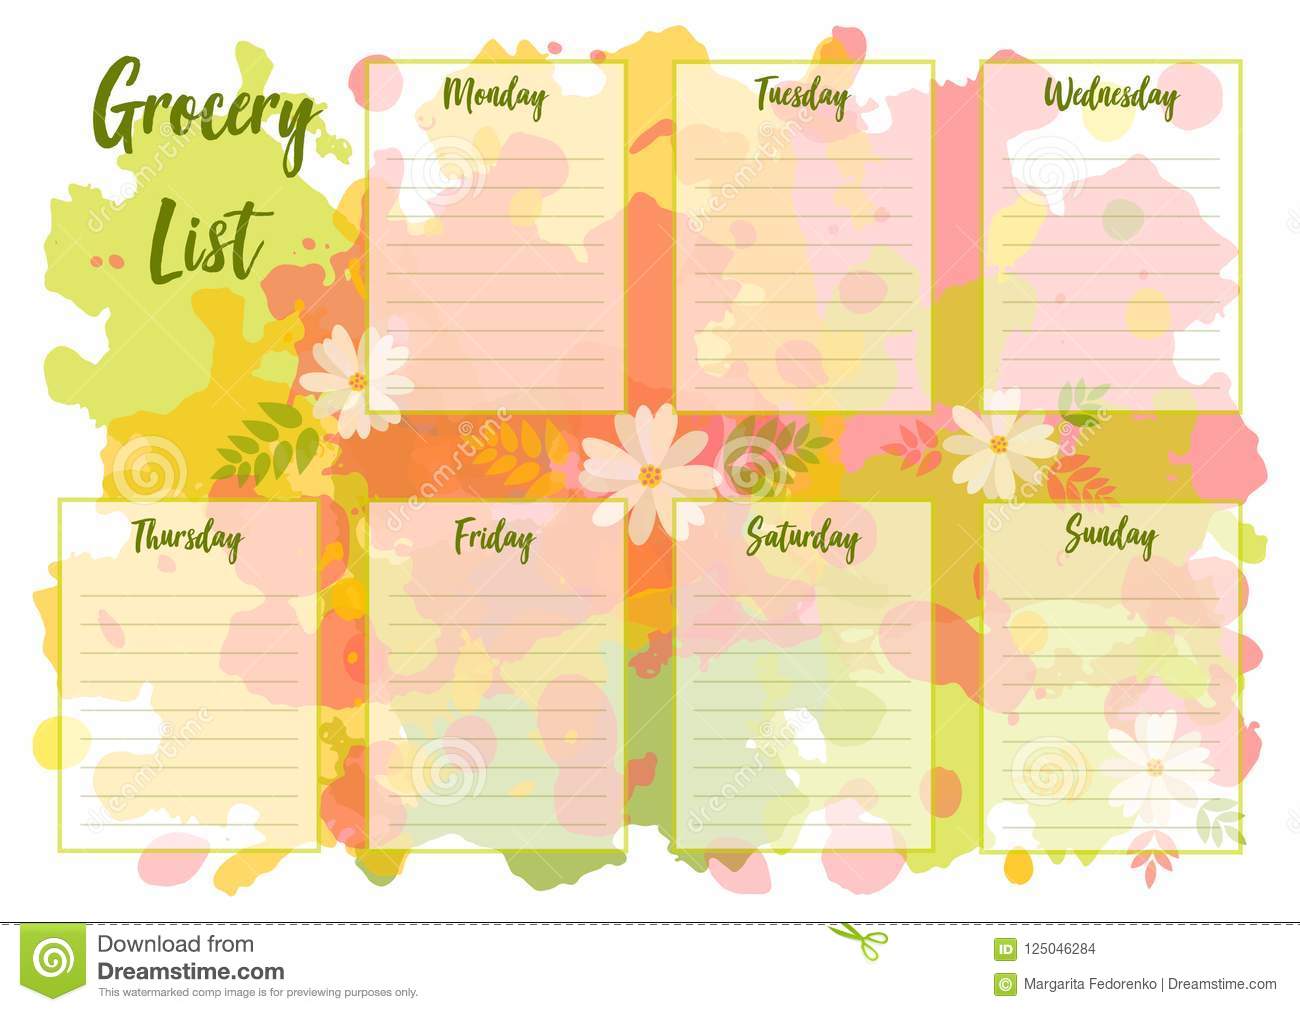 Grocery
List
Monday
Tuesday
Wednesday
Thursday
Friday
Saturday
Sunday
Download from
Dreamstime.com
This watermarked comp image is for previewing purposes only.
ID 125046284
© Margarita Fedorenko | Dreamstime.com